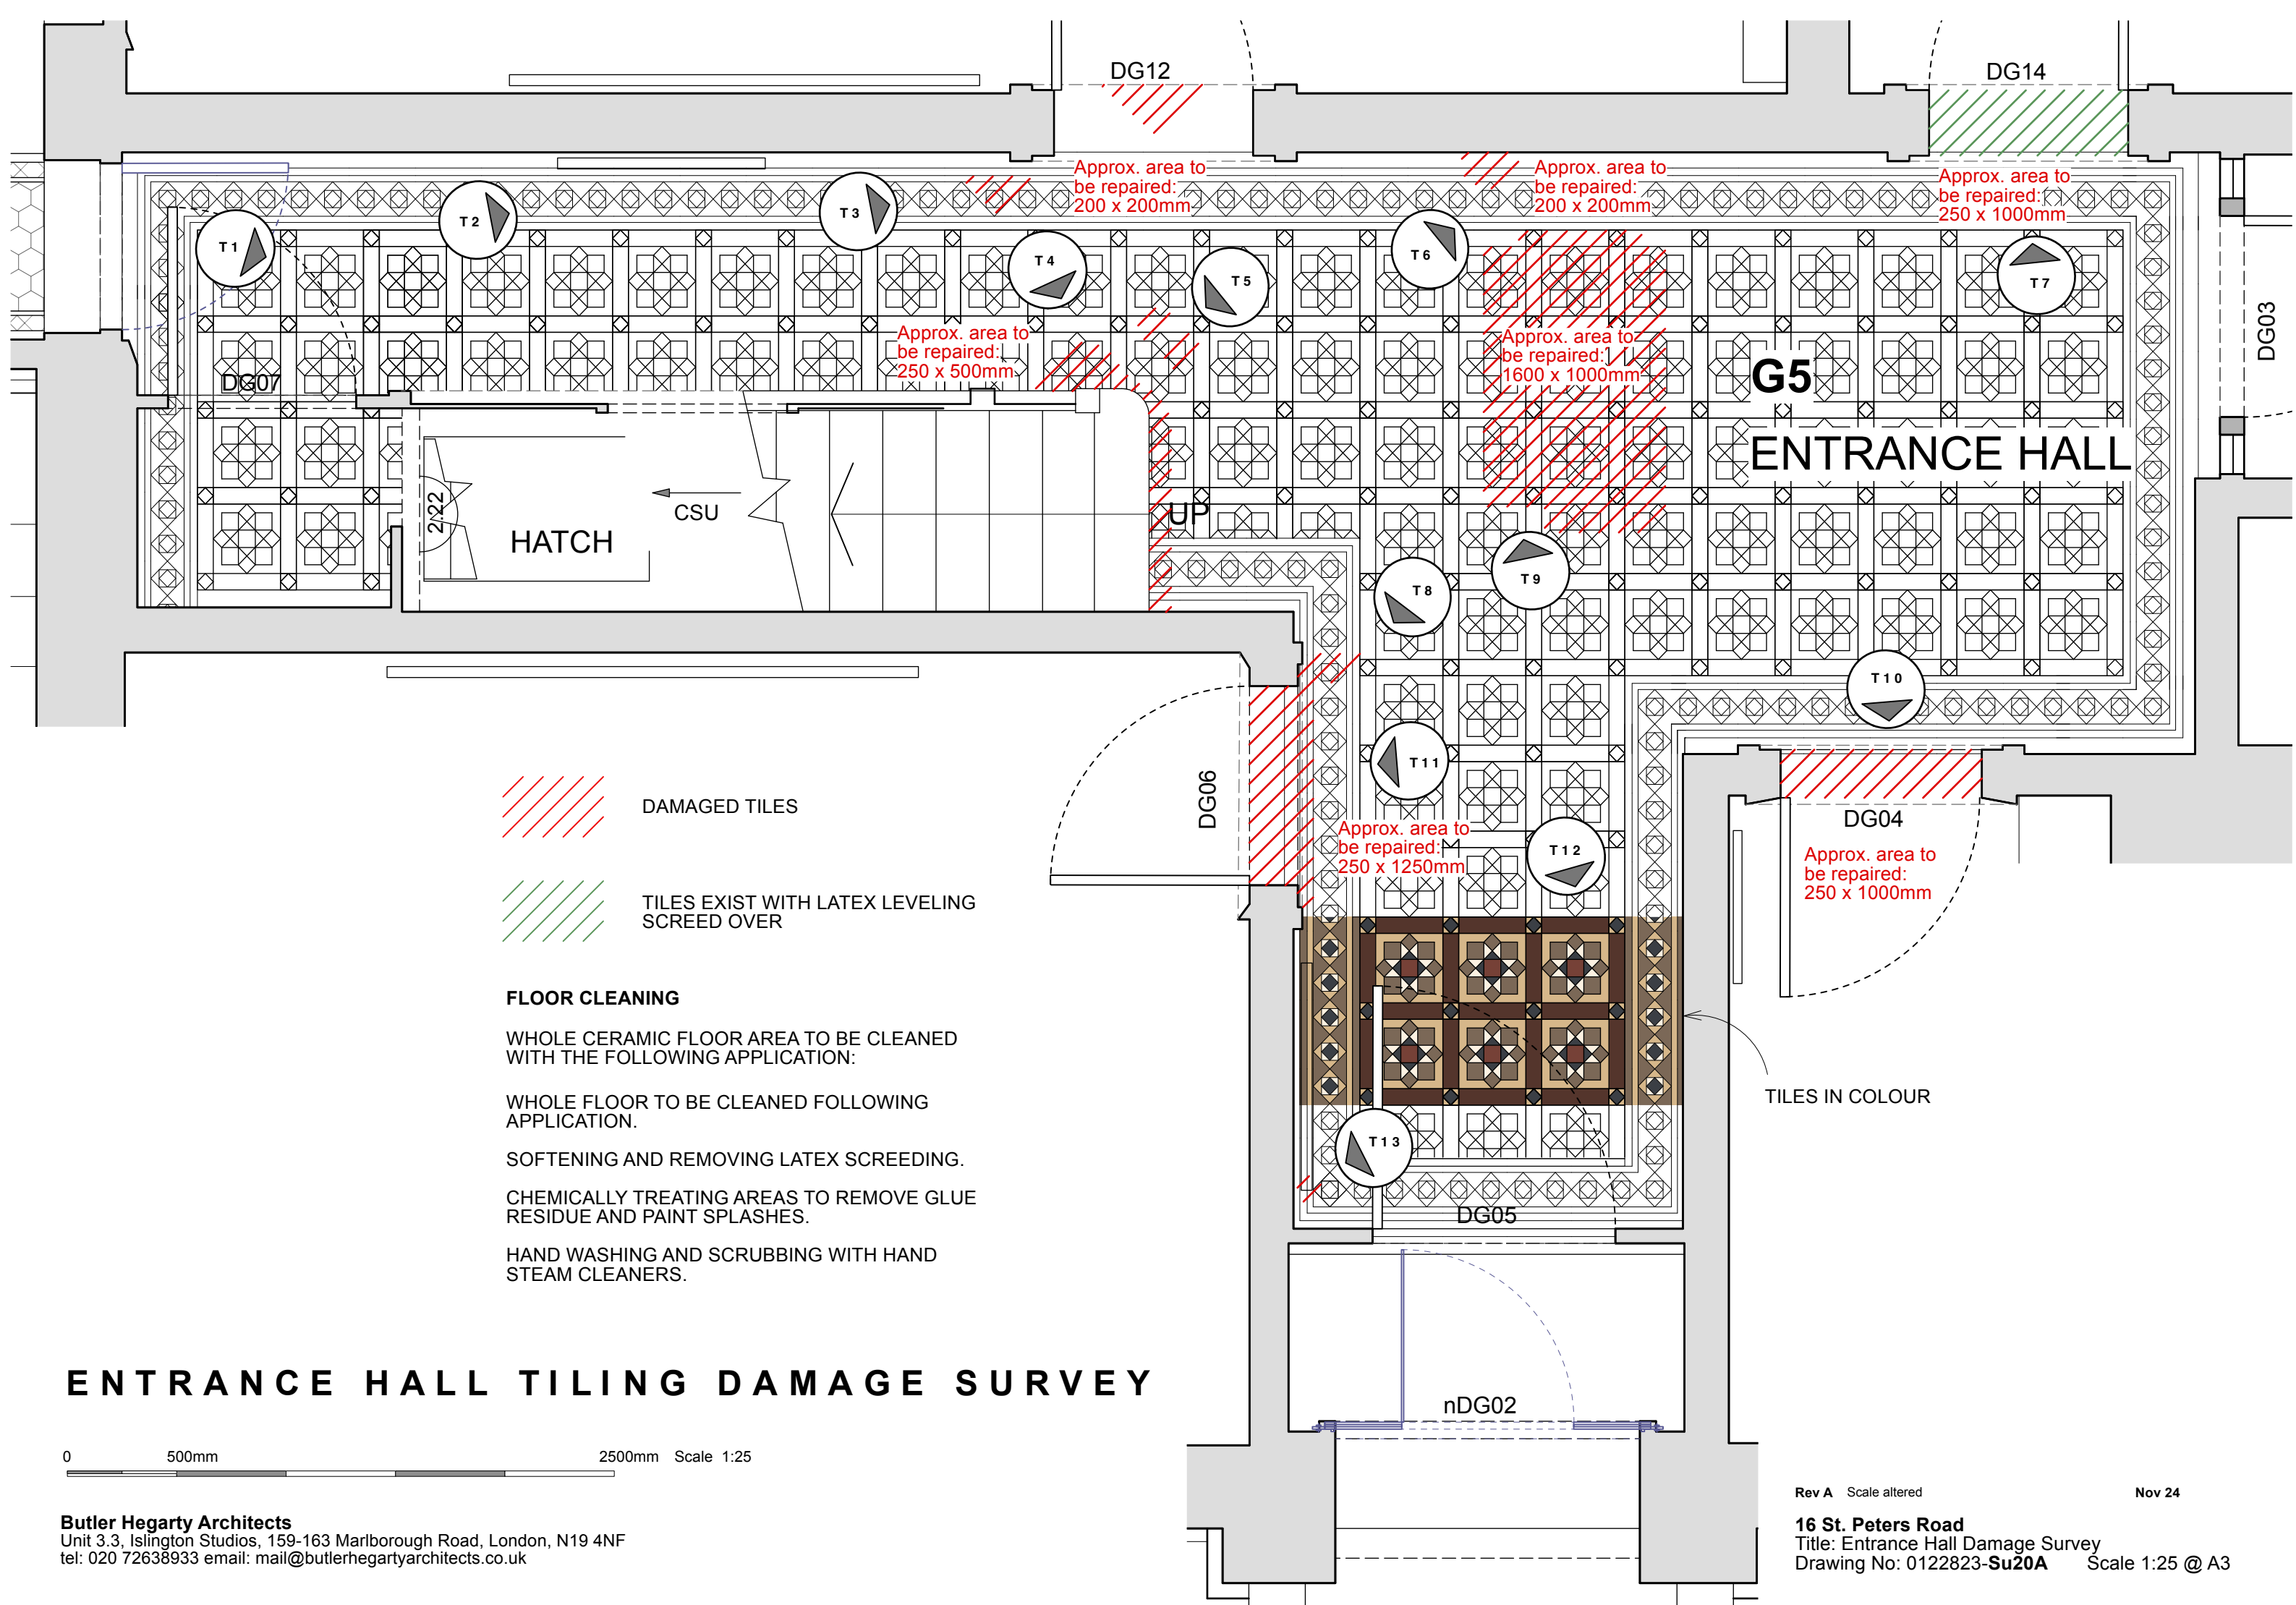 DG12
DG14
Approx. area to
be repaired:
200 x 200mm
Approx. area to
be repaired:
200 x 200mm
Approx. area to
be repaired:
250 x 1000mm
T 1
T 2
T 3
T 4
T 5
T 6
T 7
DG03
Approx. area to
be repaired:
250 x 500mm
Approx. area to
be repaired:
1600 x 1000mm
G5
ENTRANCE HALL
DG07
2/22
HATCH
CSU
UP
T 8
T 9
T 10
T 11
DG06
DAMAGED TILES
DG04
Approx. area to
be repaired:
250 x 1250mm
T 12
Approx. area to
be repaired:
250 x 1000mm
TILES EXIST WITH LATEX LEVELING
SCREED OVER
FLOOR CLEANING
WHOLE CERAMIC FLOOR AREA TO BE CLEANED
WITH THE FOLLOWING APPLICATION:
WHOLE FLOOR TO BE CLEANED FOLLOWING
APPLICATION.
SOFTENING AND REMOVING LATEX SCREEDING.
CHEMICALLY TREATING AREAS TO REMOVE GLUE
RESIDUE AND PAINT SPLASHES.
HAND WASHING AND SCRUBBING WITH HAND
STEAM CLEANERS.
TILES IN COLOUR
T 13
DG05
nDG02
ENTRANCE HALL TILING DAMAGE SURVEY
0 500mm 2500mm Scale 1:25
Butler Hegarty Architects
Unit 3.3, Islington Studios, 159-163 Marlborough Road, London, N19 4NF
tel: 020 72638933 email: mail@butlerhegartyarchitects.co.uk
Rev A Scale altered Nov 24
16 St. Peters Road
Title: Entrance Hall Damage Survey
Drawing No: 0122823-Su20A Scale 1:25 @ A3